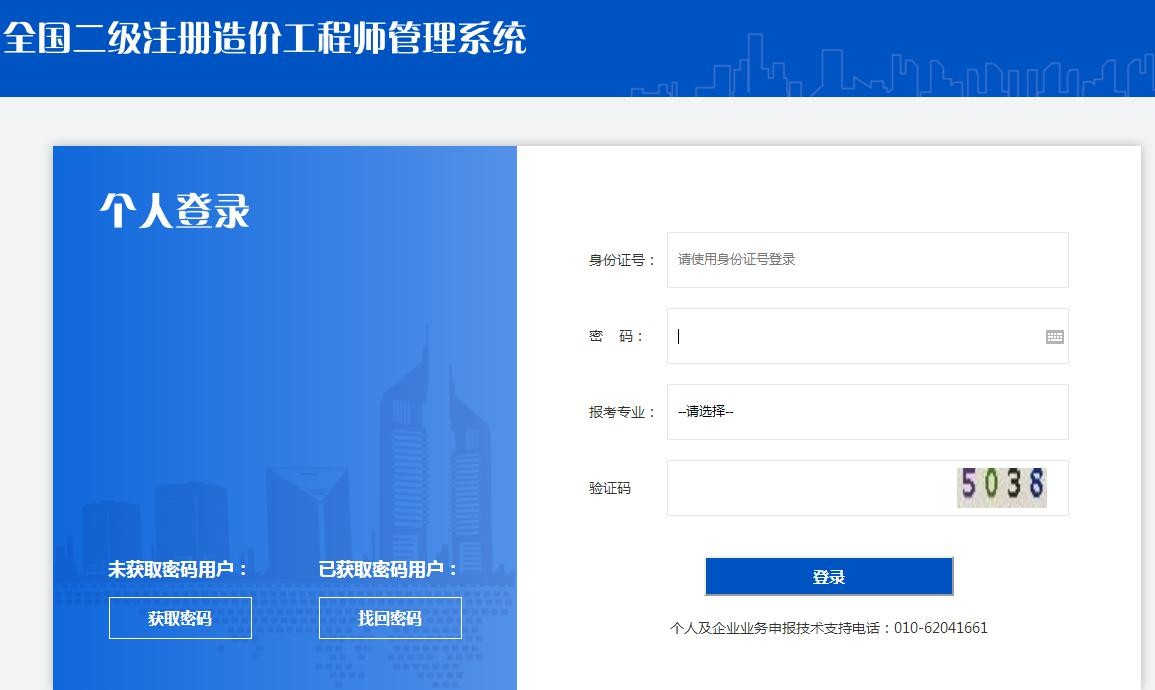 全国二级注册造价工程师管理系统
个人登录
身份证号：
请使用身份证号登录
密 码：
报考专业：
--请选择--
验证码
5038
未获取密码用户：
已获取密码用户：
获取密码
找回密码
登录
个人及企业业务申报技术支持电话：010-62041661